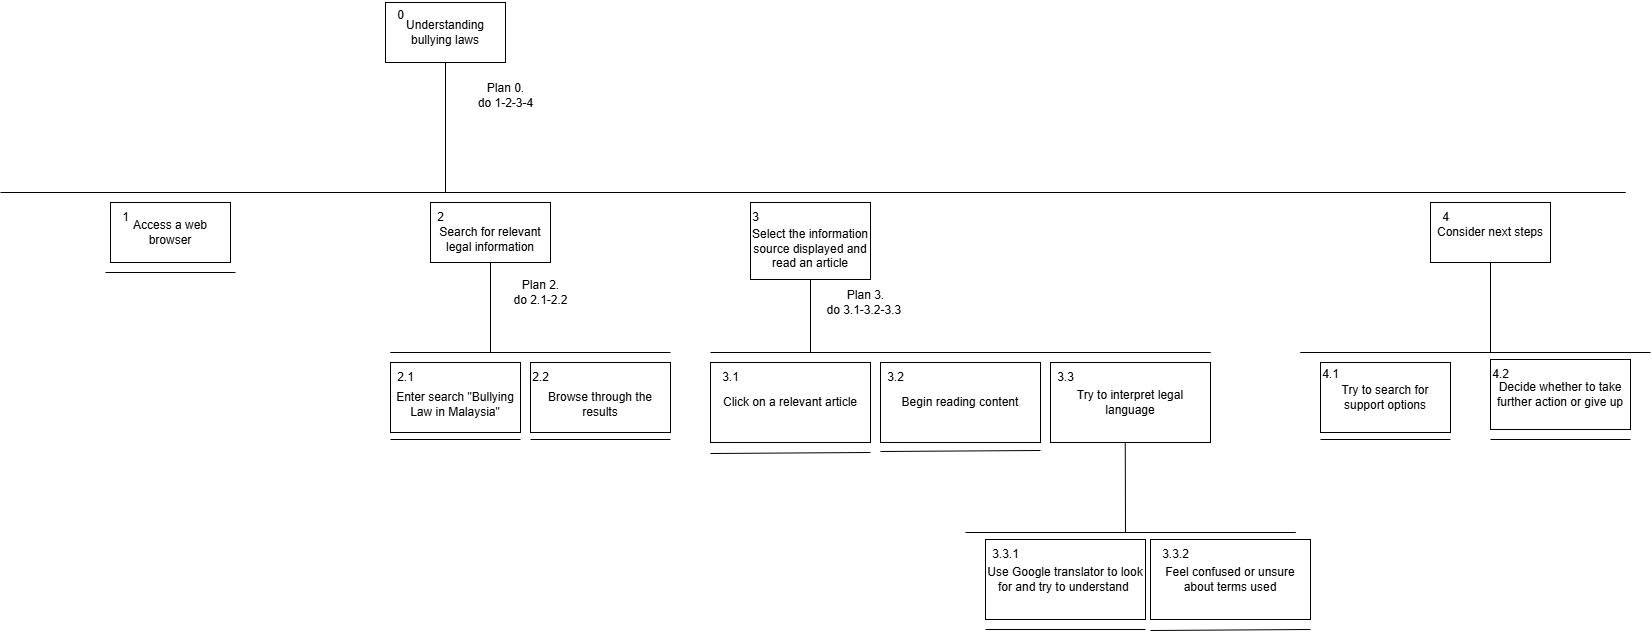 0
Understanding
bullying laws
Plan 0.
do 1-2-3-4
1
Access a web
browser
2
Search for relevant
legal information
3
Select the information
source displayed and
read an article
4
Consider next steps
Plan 2.
do 2.1-2.2
Plan 3.
do 3.1-3.2-3.3
2.1
Enter search "Bullying
Law in Malaysia"
2.2
Browse through the
results
3.1
Click on a relevant article
3.2
Begin reading content
3.3
Try to interpret legal
language
4.1
Try to search for
support options
4.2
Decide whether to take
further action or give up
3.3.1
Use Google translator to look
for and try to understand
3.3.2
Feel confused or unsure
about terms used